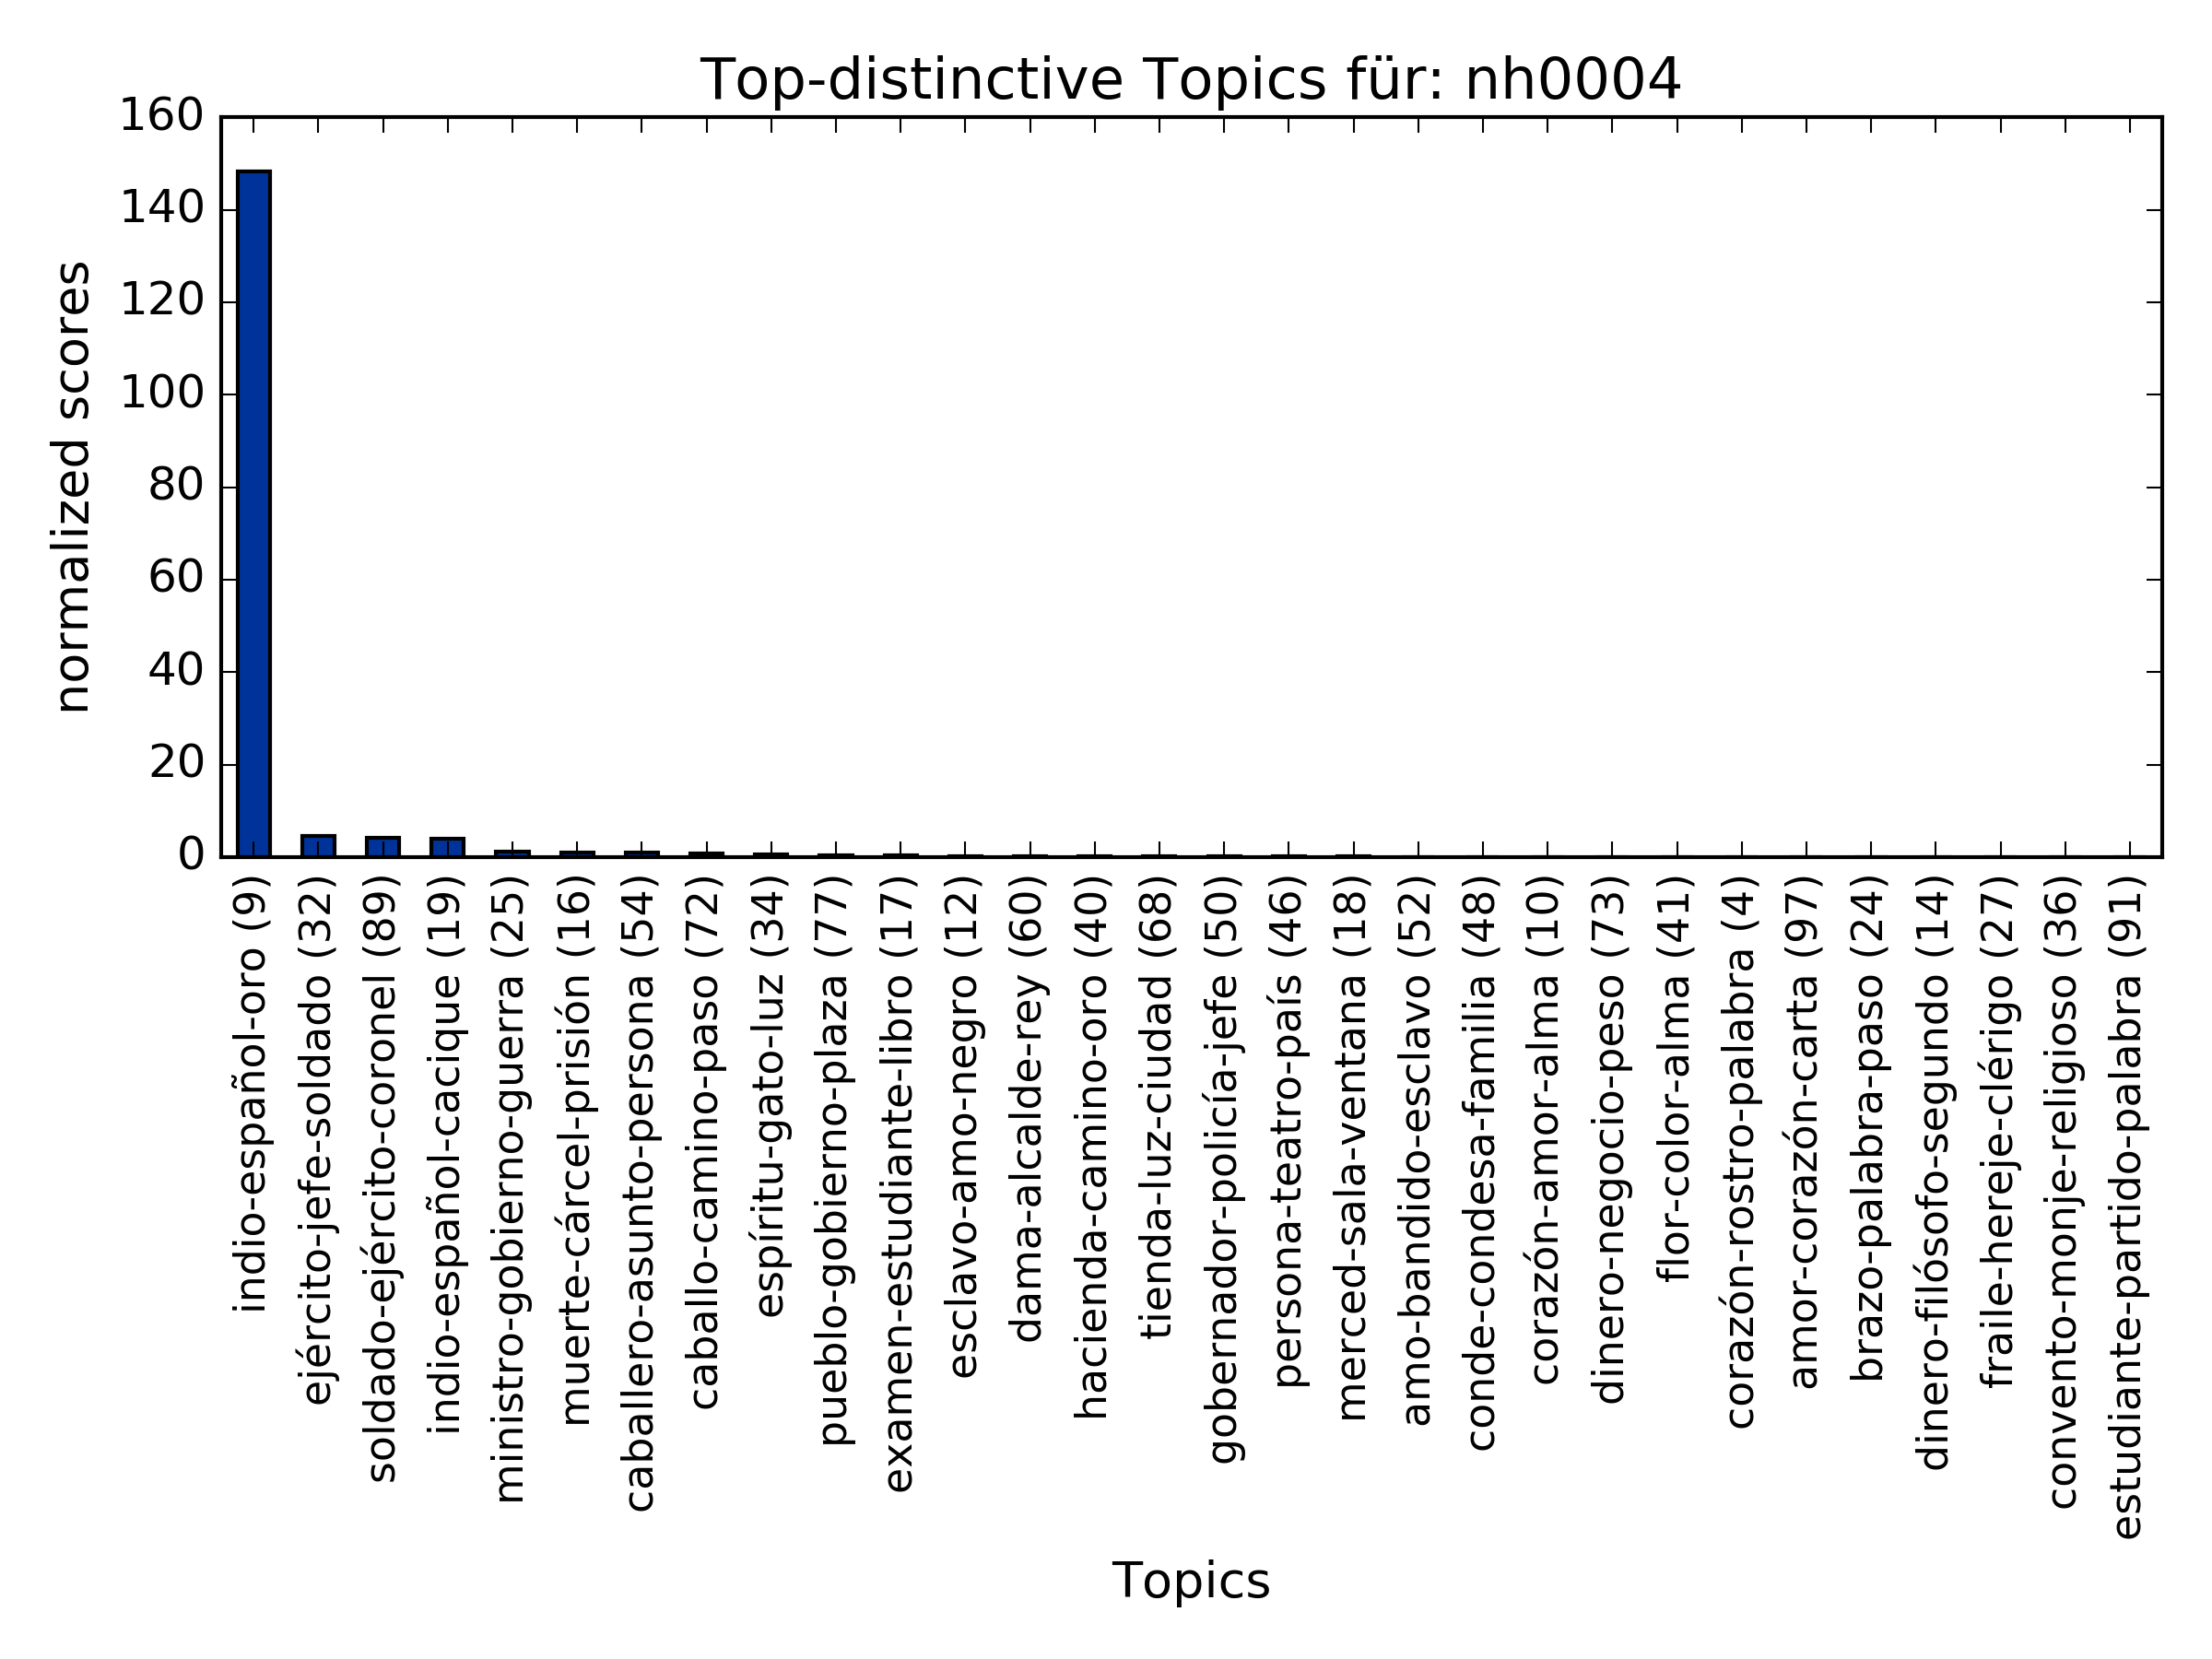 Top-distinctive Topics für: nh0004
160
140
120
100
80
60
40
20
0
normalized scores
indio-español-oro (9)
ejército-jefe-soldado (32)
soldado-ejército-coronel (89)
indio-español-cacique (19)
ministro-gobierno-guerra (25)
muerte-cárcel-prisión (16)
caballero-asunto-persona (54)
caballo-camino-paso (72)
espíritu-gato-luz (34)
pueblo-gobierno-plaza (77)
examen-estudiante-libro (17)
esclavo-amo-negro (12)
dama-alcalde-rey (60)
hacienda-camino-oro (40)
tienda-luz-ciudad (68)
gobernador-policía-jefe (50)
persona-teatro-país (46)
merced-sala-ventana (18)
amo-bandido-esclavo (52)
conde-condesa-familia (48)
corazón-amor-alma (10)
dinero-negocio-peso (73)
flor-color-alma (41)
corazón-rostro-palabra (4)
amor-corazón-carta (97)
brazo-palabra-paso (24)
dinero-filósofo-segundo (14)
fraile-hereje-clérigo (27)
convento-monje-religioso (36)
estudiante-partido-palabra (91)
Topics